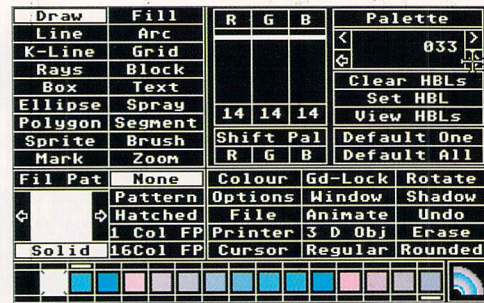 Draw Fill R G B Palette
Line Arc
K-Line Grid 033
Rays Block
Box Text Clear HBLs
Ellipse Spray Set HBL
Polygon Segment 14 14 14 View HBLs
Sprite Brush Shift Pal Default One
Mark Zoom R G B Default All
Fil Pat None Colour Gd-Lock Rotate
Pattern Options Window Shadow
Hatched File Animate Undo
1 Col FP Printer 3 D Obj Erase
Solid 16Col FP Cursor Regular Rounded